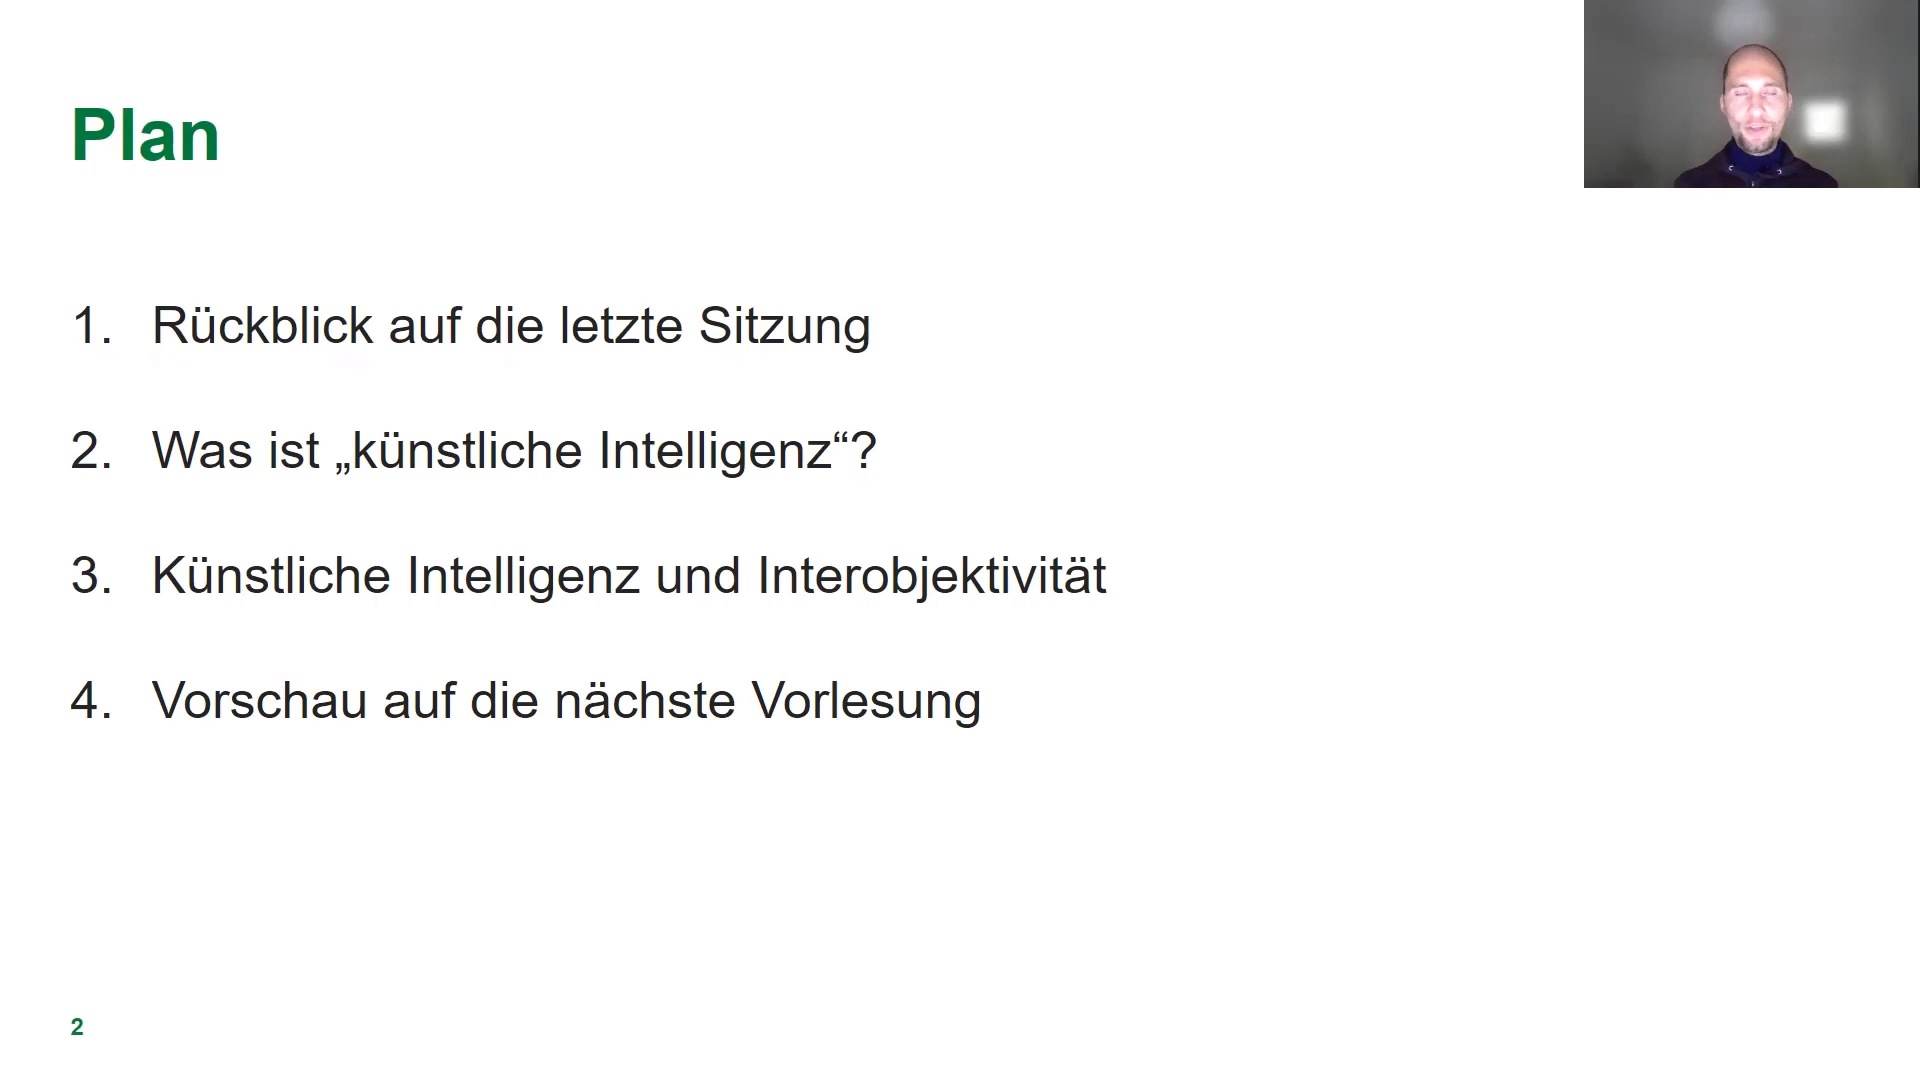 Plan
1. Rückblick auf die letzte Sitzung
2. Was ist „künstliche Intelligenz“?
3. Künstliche Intelligenz und Interobjektivität
4. Vorschau auf die nächste Vorlesung
2